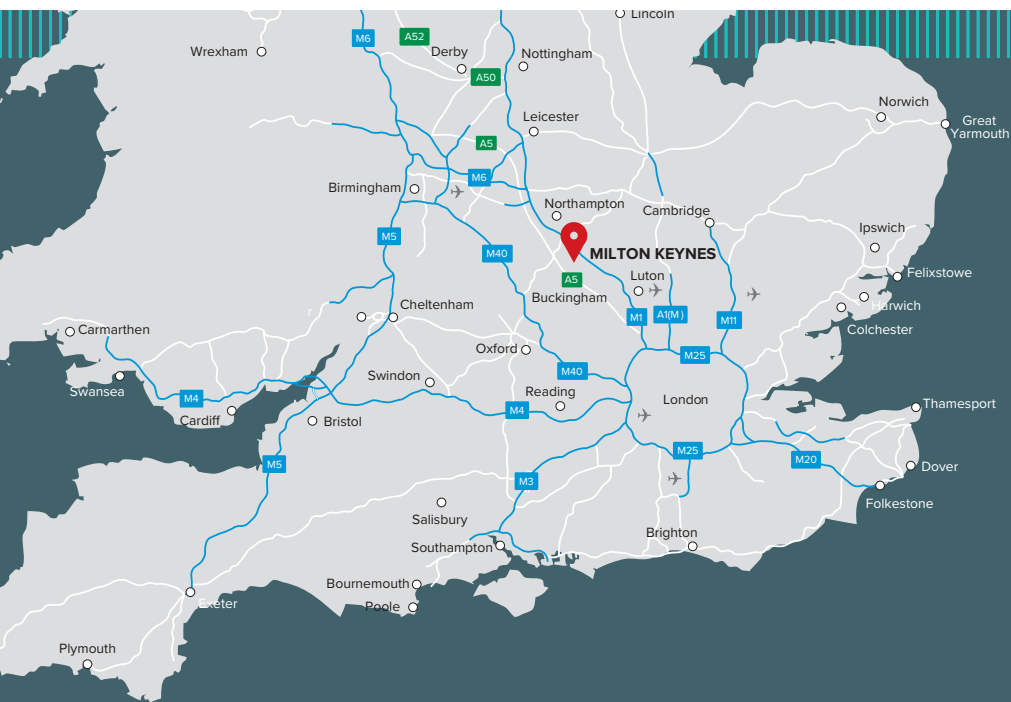 Lincoln
M6
A52
Wrexham
Derby
Nottingham
A50
Norwich
Leicester
Great
Yarmouth
A5
M6
Birmingham
Northampton
Cambridge
M5
Ipswich
M40
MILTON KEYNES
Felixstowe
Luton
A5
Buckingham
Harwich
Cheltenham
M1
A1(M)
M11
Carmarthen
Colchester
Oxford
M25
Swindon
M40
Swansea
Reading
M4
London
Thamesport
M4
Cardiff
Bristol
M25
M20
M5
Dover
M3
Folkestone
Salisbury
Brighton
Southampton
Bournemouth
Exeter
Poole
Plymouth